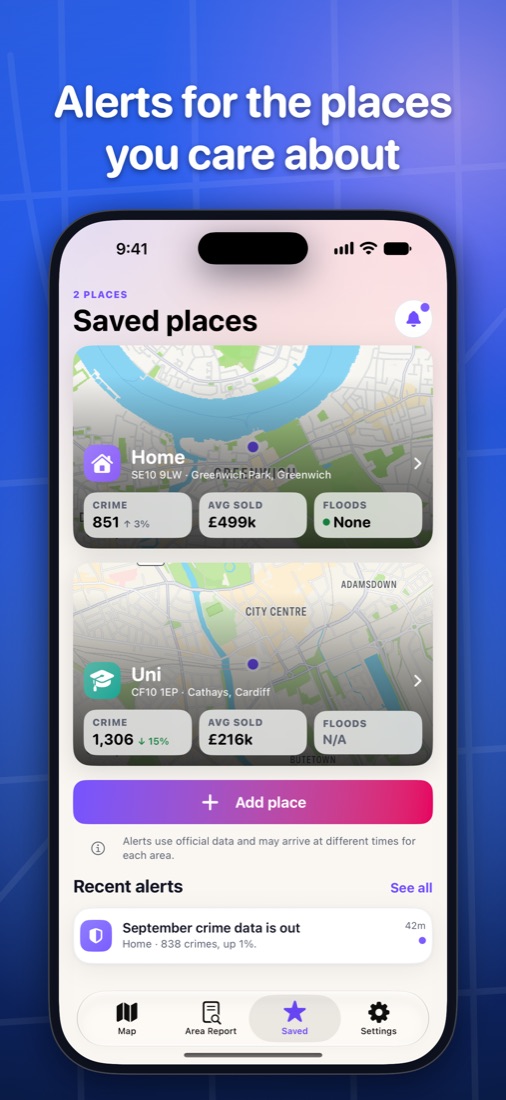 Alerts for the places
you care about
9:41
2 PLACES
Saved places
GREENWICH
Home
SE10 9LW · Greenwich Park, Greenwich
CRIME
851 ↑ 3%
AVG SOLD
£499k
FLOODS
None
ADAMSDOWN
CITY CENTRE
Uni
CF10 1EP · Cathays, Cardiff
CRIME
1,306 ↓ 15%
AVG SOLD
£216k
FLOODS
N/A
BUTETOWN
+ Add place
Alerts use official data and may arrive at different times for
each area.
Recent alerts
See all
September crime data is out
42m
Home · 838 crimes, up 1%.
Map
Area Report
Saved
Settings